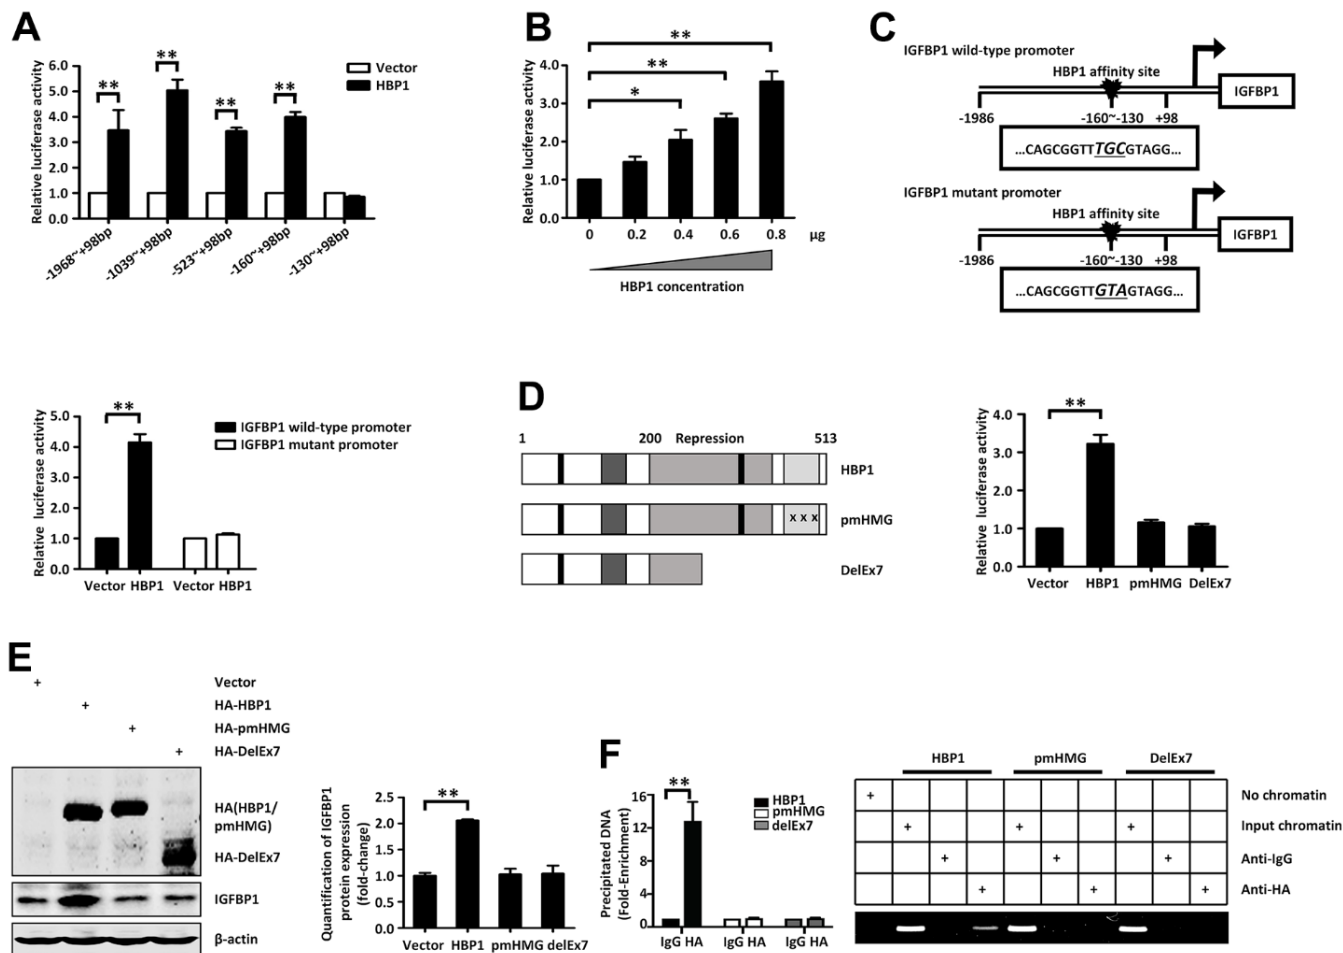 A
Relative luciferase activity
6.0
5.0
4.0
3.0
2.0
1.0
0.0
** ** ** ** 
Vector
HBP1
-1968~+98bp
-1039~+98bp
-523~+98bp
-160~+98bp
-130~+98bp
B
Relative luciferase activity
4.0
3.0
2.0
1.0
0.0
**
**
*
0 0.2 0.4 0.6 0.8 μg
HBP1 concentration
C
IGFBP1 wild-type promoter
HBP1 affinity site
IGFBP1
-1986 -160~-130 +98
...CAGCGGTTTGCGTAGG...
IGFBP1 mutant promoter
HBP1 affinity site
IGFBP1
-1986 -160~-130 +98
...CAGCGGTTGTAGTAGG...
Relative luciferase activity
5.0
4.0
3.0
2.0
1.0
0.0
**
IGFBP1 wild-type promoter
IGFBP1 mutant promoter
Vector HBP1 Vector HBP1
D
1 200 Repression 513
HBP1
x x x
pmHMG
DelEx7
Relative luciferase activity
4.0
3.0
2.0
1.0
0.0
**
Vector HBP1 pmHMG DelEx7
E
+ Vector
+ HA-HBP1
+ HA-pmHMG
+ HA-DelEx7
HA(HBP1/
pmHMG)
HA-DelEx7
IGFBP1
β-actin
Quantification of IGFBP1
protein expression
(fold-change)
2.5
2.0
1.5
1.0
0.5
0.0
**
Vector HBP1 pmHMG delEx7
F
Precipitated DNA
(Fold-Enrichment)
16
12
8
4
0
**
HBP1
pmHMG
delEx7
IgG HA IgG HA IgG HA
HBP1 pmHMG DelEx7
+ No chromatin
+ + + Input chromatin
+ + + Anti-IgG
+ + + Anti-HA